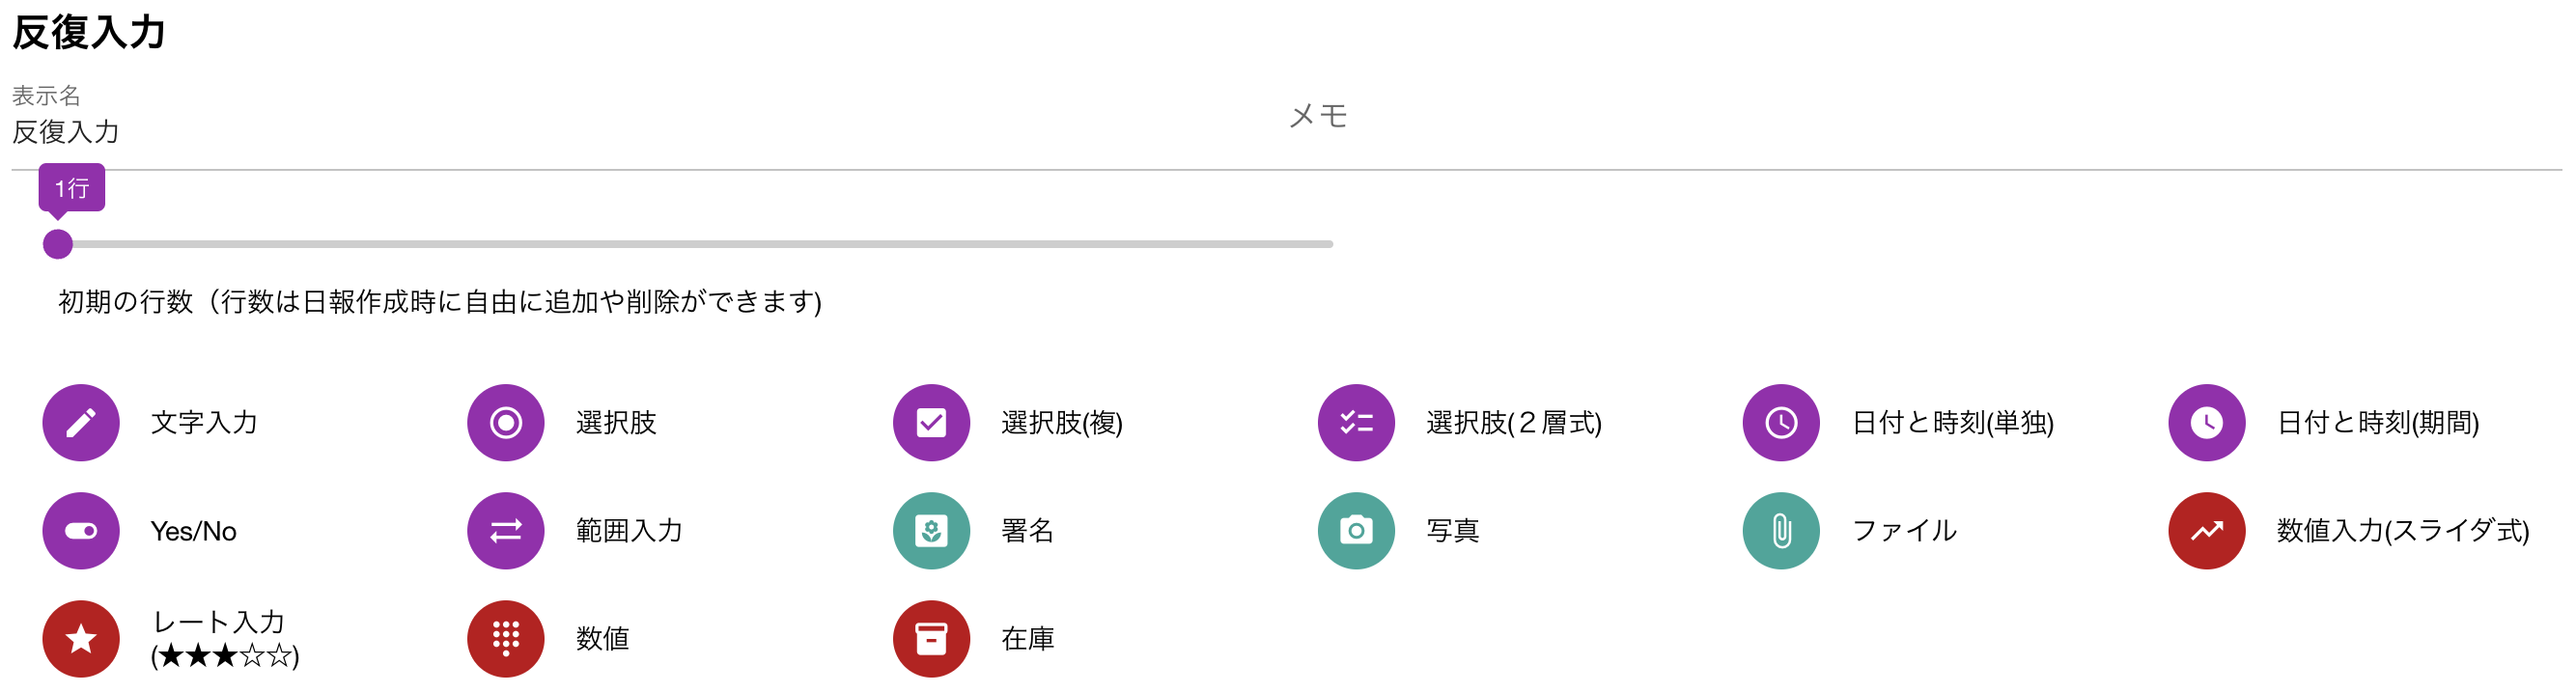 反復入力
表示名
反復入力
メモ
1行
初期の行数（行数は日報作成時に自由に追加や削除ができます)
文字入力
選択肢
選択肢(複)
選択肢(２層式)
日付と時刻(単独)
日付と時刻(期間)
Yes/No
範囲入力
署名
写真
ファイル
数値入力(スライダ式)
レート入力
(★★★☆☆)
数値
在庫